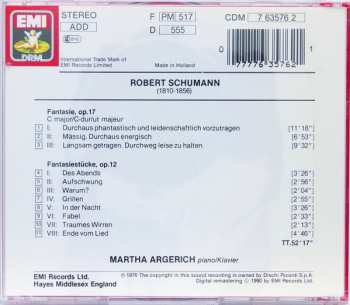 EMI
DRM
STEREO
ADD
F PM 517
D 555
CDM 7 63576 2
International Trade Mark of
EMI Records Limited
Made in Holland
0
77776 35762
1
ROBERT SCHUMANN
(1810-1856)
Fantasie, op.17
C major/C-dur/ut majeur
1 I: Durchaus phantastisch und leidenschaftlich vorzutragen [11'18"]
2 II: Mässig. Durchaus energisch [6'53"]
3 III: Langsam getragen. Durchweg leise zu halten [9'32"]
Fantasiestücke, op.12
4 I: Des Abends [3'26"]
5 II: Aufschwung [2'56"]
6 III: Warum? [2'04"]
7 IV: Grillen [2'55"]
8 V: In der Nacht [3'26"]
9 VI: Fabel [2'33"]
10 VII: Traumes Wirren [2'10"]
11 VIII: Ende vom Lied [4'46"]
TT.52'17"
MARTHA ARGERICH piano/Klavier
EMI Records Ltd.
Hayes Middlesex England
℗ 1976 The copyright in this sound recording is owned by Dischi Ricordi S.p.A.
Digital remastering ℗ 1990 by EMI Records Ltd.